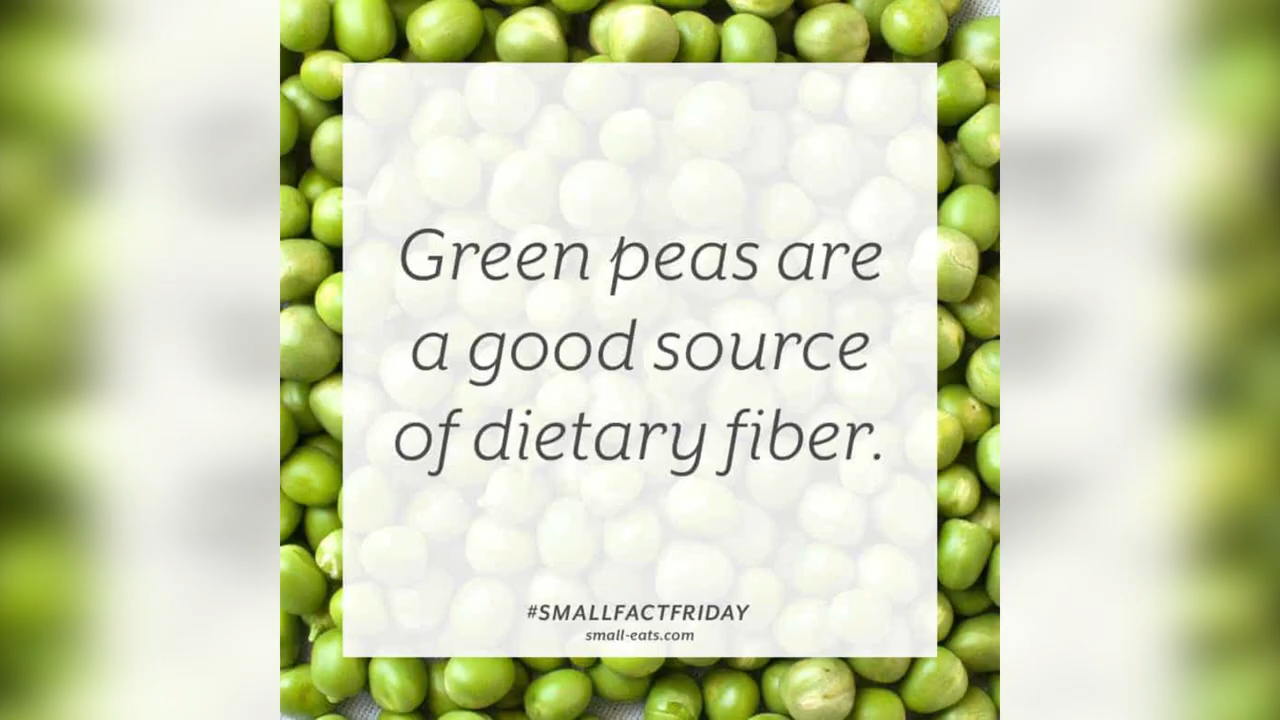 Green peas are
a good source
of dietary fiber.
#SMALLFACTFRIDAY
small-eats.com